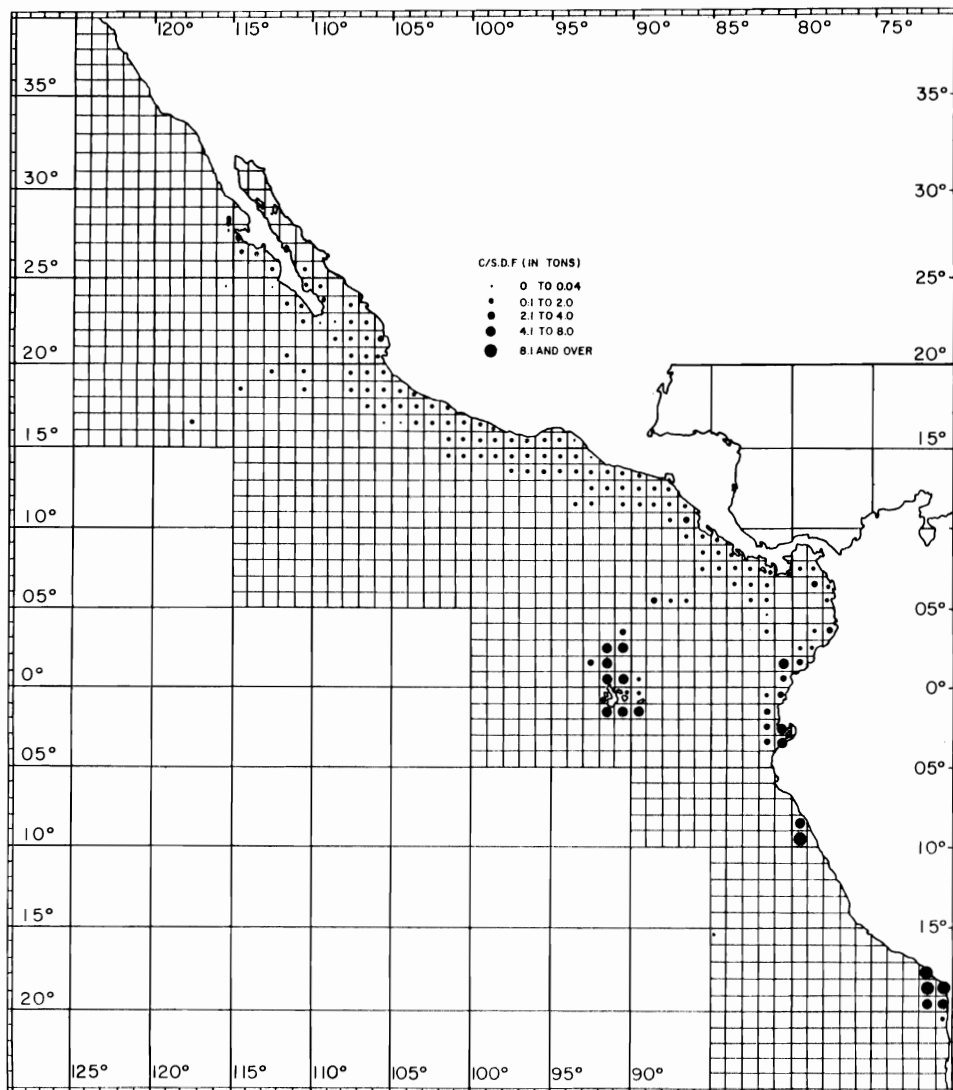 120° 115° 110° 105° 100° 95° 90° 85° 80° 75°
35° 35°
30° 30°
C/S.D.F (IN TONS)
0 TO 0.04
0.1 TO 2.0
2.1 TO 4.0
4.1 TO 8.0
8.1 AND OVER
25° 25°
20° 20°
15° 15°
10° 10°
05° 05°
0° 0°
05° 05°
10° 10°
15° 15°
20°
125° 120° 115° 110° 105° 100° 95° 90°